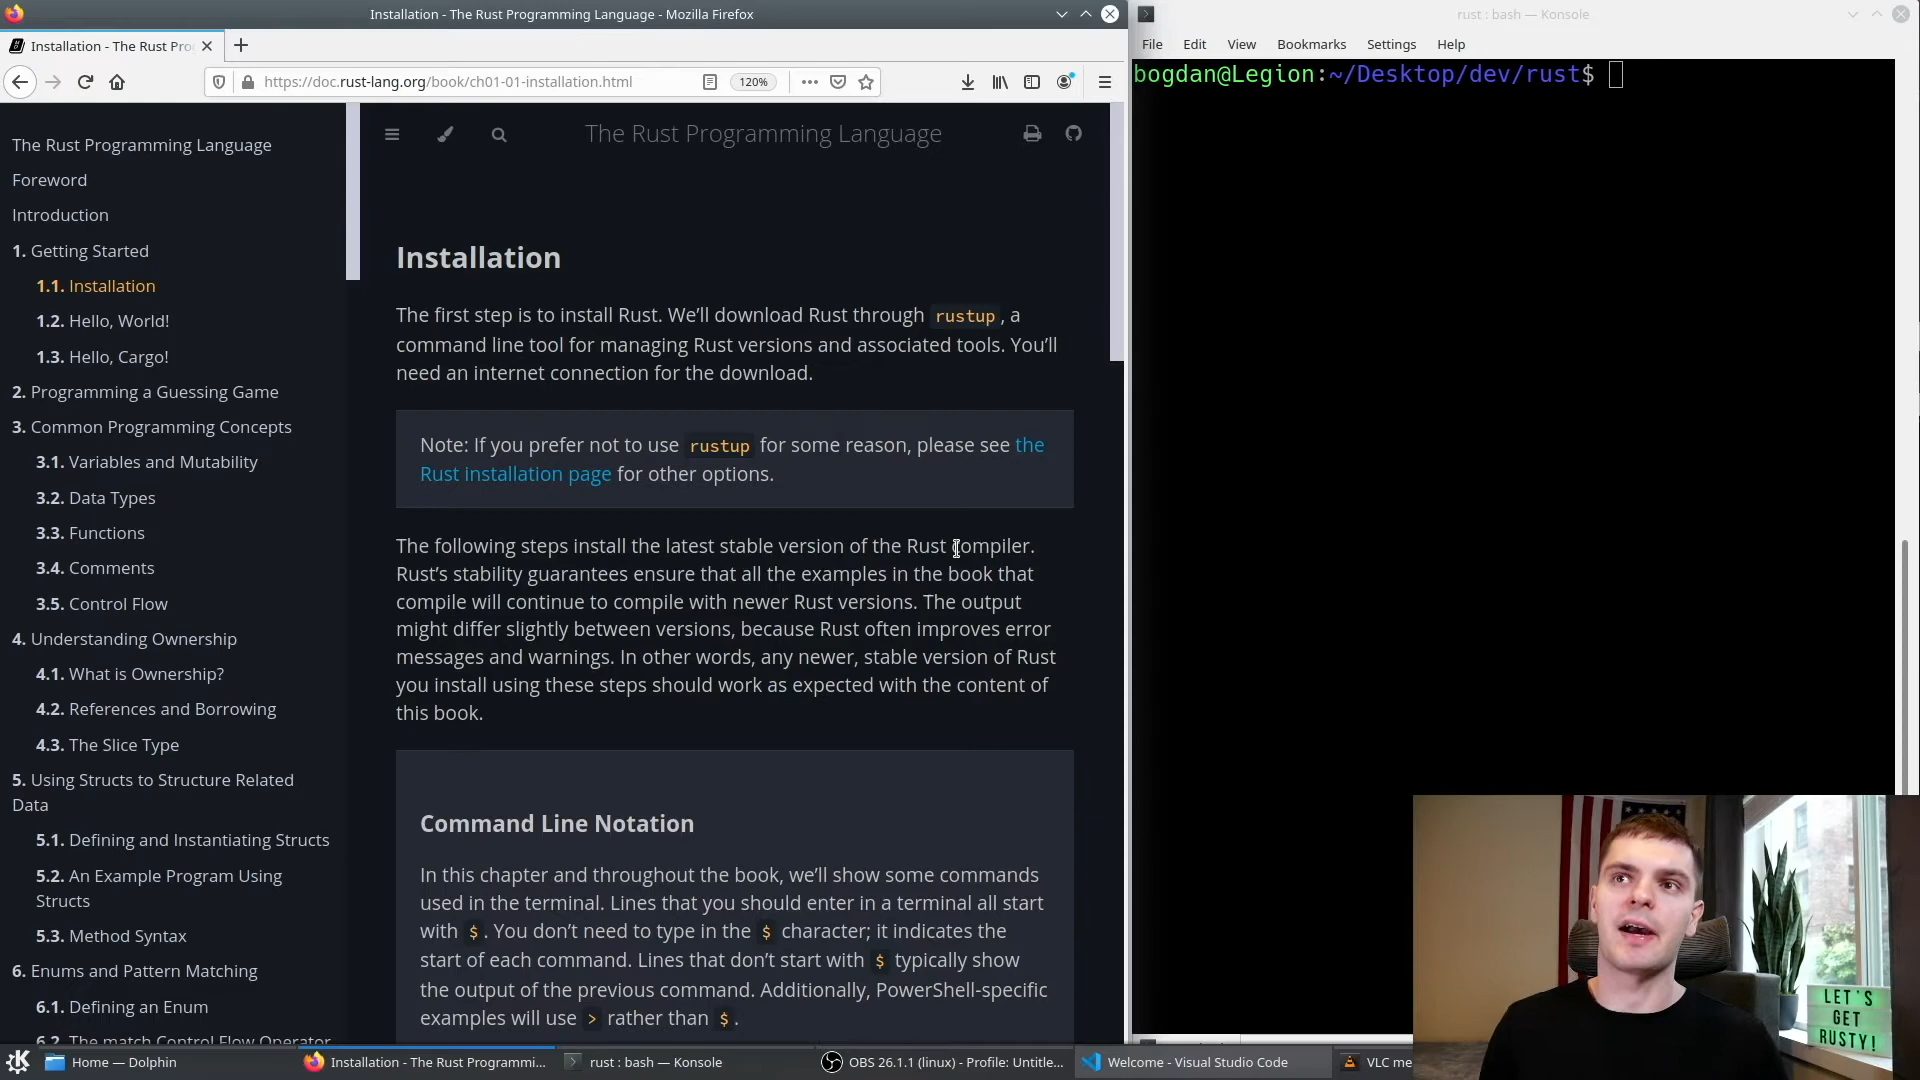 Installation - The Rust Programming Language - Mozilla Firefox
Installation - The Rust Pro
https://doc.rust-lang.org/book/ch01-01-installation.html
120%
The Rust Programming Language
Foreword
Introduction
1. Getting Started
1.1. Installation
1.2. Hello, World!
1.3. Hello, Cargo!
2. Programming a Guessing Game
3. Common Programming Concepts
3.1. Variables and Mutability
3.2. Data Types
3.3. Functions
3.4. Comments
3.5. Control Flow
4. Understanding Ownership
4.1. What is Ownership?
4.2. References and Borrowing
4.3. The Slice Type
5. Using Structs to Structure Related
Data
5.1. Defining and Instantiating Structs
5.2. An Example Program Using
Structs
5.3. Method Syntax
6. Enums and Pattern Matching
6.1. Defining an Enum
6.2. The match Control Flow Operator
The Rust Programming Language
Installation
The first step is to install Rust. We’ll download Rust through rustup, a
command line tool for managing Rust versions and associated tools. You’ll
need an internet connection for the download.
Note: If you prefer not to use rustup for some reason, please see the
Rust installation page for other options.
The following steps install the latest stable version of the Rust compiler.
Rust’s stability guarantees ensure that all the examples in the book that
compile will continue to compile with newer Rust versions. The output
might differ slightly between versions, because Rust often improves error
messages and warnings. In other words, any newer, stable version of Rust
you install using these steps should work as expected with the content of
this book.
Command Line Notation
In this chapter and throughout the book, we’ll show some commands
used in the terminal. Lines that you should enter in a terminal all start
with $. You don’t need to type in the $ character; it indicates the
start of each command. Lines that don’t start with $ typically show
the output of the previous command. Additionally, PowerShell-specific
examples will use > rather than $.
rust : bash — Konsole
File Edit View Bookmarks Settings Help
bogdan@Legion:~/Desktop/dev/rust$
LET'S
GET
RUSTY!
Home — Dolphin
Installation - The Rust Programmi...
rust : bash — Konsole
OBS 26.1.1 (linux) - Profile: Untitle...
Welcome - Visual Studio Code
VLC me